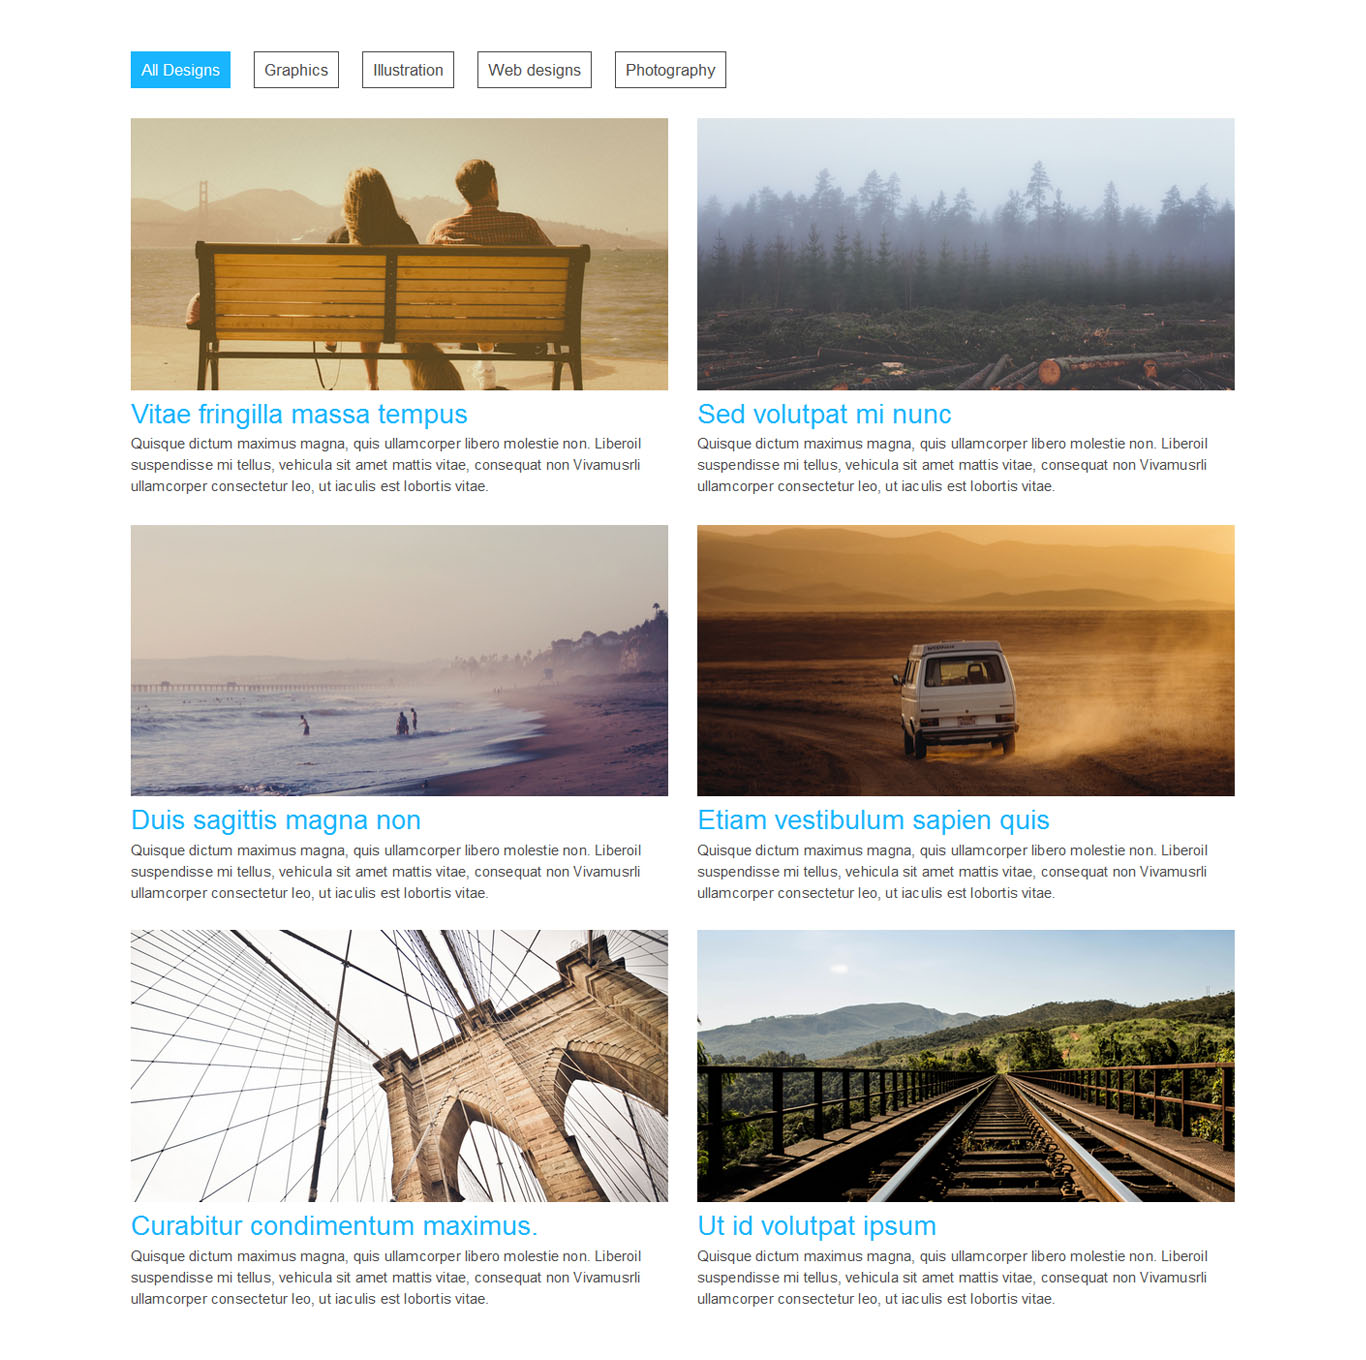 All Designs
Graphics
Illustration
Web designs
Photography
Vitae fringilla massa tempus
Quisque dictum maximus magna, quis ullamcorper libero molestie non. Liberoil
suspendisse mi tellus, vehicula sit amet mattis vitae, consequat non Vivamusrli
ullamcorper consectetur leo, ut iaculis est lobortis vitae.
Sed volutpat mi nunc
Quisque dictum maximus magna, quis ullamcorper libero molestie non. Liberoil
suspendisse mi tellus, vehicula sit amet mattis vitae, consequat non Vivamusrli
ullamcorper consectetur leo, ut iaculis est lobortis vitae.
Duis sagittis magna non
Quisque dictum maximus magna, quis ullamcorper libero molestie non. Liberoil
suspendisse mi tellus, vehicula sit amet mattis vitae, consequat non Vivamusrli
ullamcorper consectetur leo, ut iaculis est lobortis vitae.
Etiam vestibulum sapien quis
Quisque dictum maximus magna, quis ullamcorper libero molestie non. Liberoil
suspendisse mi tellus, vehicula sit amet mattis vitae, consequat non Vivamusrli
ullamcorper consectetur leo, ut iaculis est lobortis vitae.
Curabitur condimentum maximus.
Quisque dictum maximus magna, quis ullamcorper libero molestie non. Liberoil
suspendisse mi tellus, vehicula sit amet mattis vitae, consequat non Vivamusrli
ullamcorper consectetur leo, ut iaculis est lobortis vitae.
Ut id volutpat ipsum
Quisque dictum maximus magna, quis ullamcorper libero molestie non. Liberoil
suspendisse mi tellus, vehicula sit amet mattis vitae, consequat non Vivamusrli
ullamcorper consectetur leo, ut iaculis est lobortis vitae.